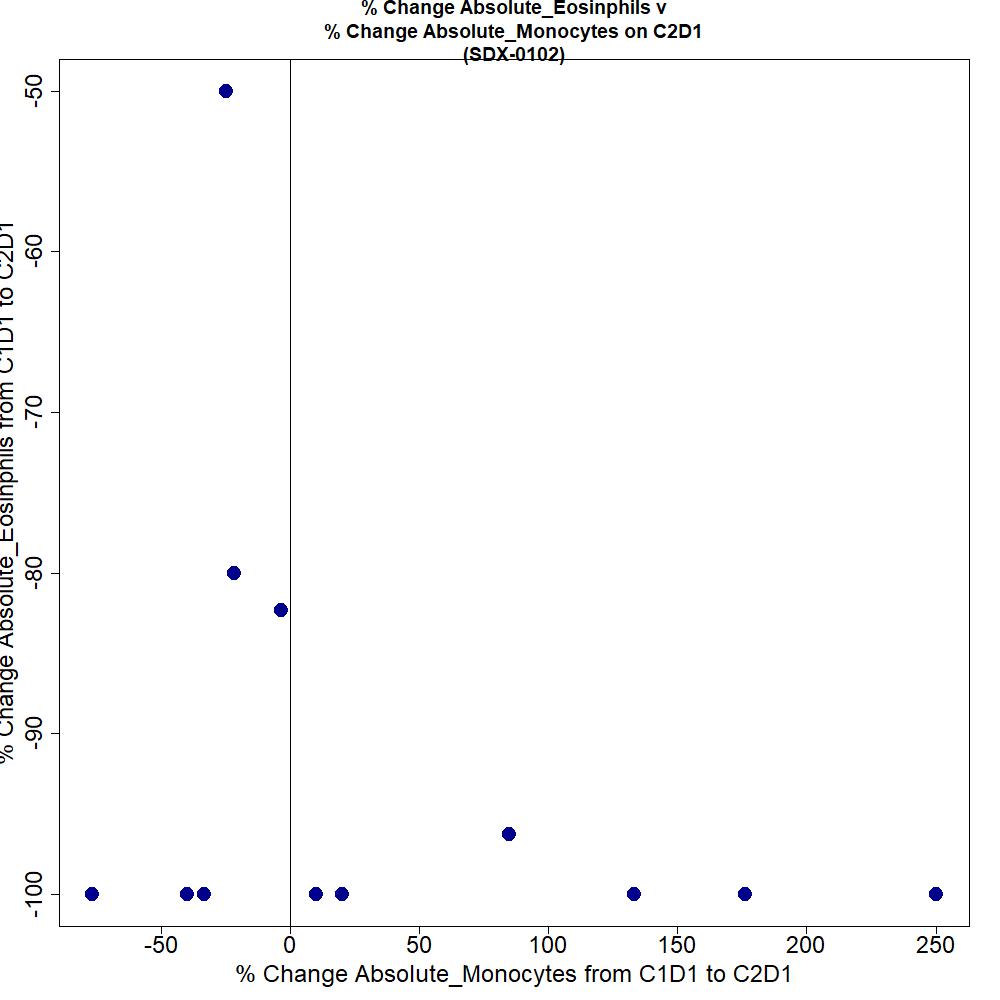 % Change Absolute_Eosinphils v
% Change Absolute_Monocytes on C2D1
(SDX-0102)
% Change Absolute_Eosinphils from C1D1 to C2D1
-50
-60
-70
-80
-90
-100
-50
0
50
100
150
200
250
% Change Absolute_Monocytes from C1D1 to C2D1